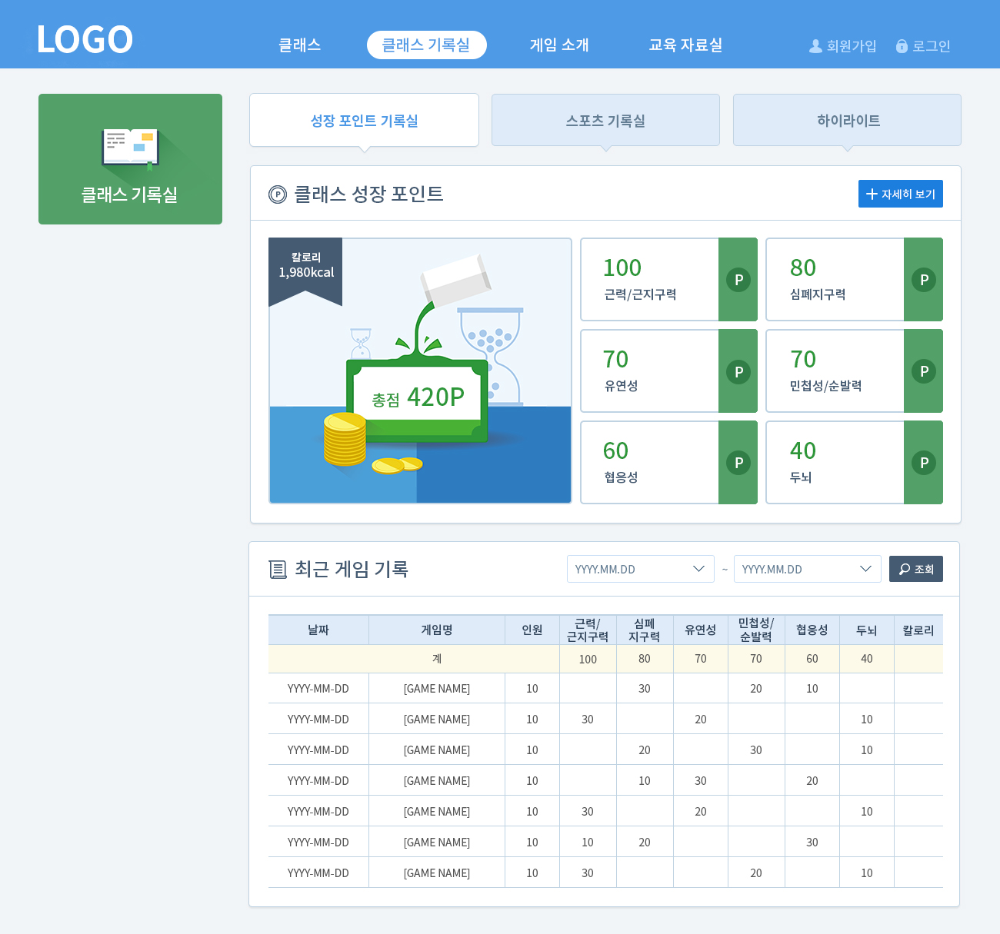 LOGO
클래스
클래스 기록실
게임 소개
교육 자료실
회원가입
로그인
클래스 기록실
성장 포인트 기록실
스포츠 기록실
하이라이트
P 클래스 성장 포인트
자세히 보기
칼로리
1,980kcal
총점 420P
100
근력/근지구력
P
80
심폐지구력
P
70
유연성
P
70
민첩성/순발력
P
60
협응성
P
40
두뇌
P
최근 게임 기록
YYYY.MM.DD ~ YYYY.MM.DD 조회
날짜 게임명 인원 근력/근지구력 심폐지구력 유연성 민첩성/순발력 협응성 두뇌 칼로리
계 100 80 70 70 60 40
YYYY-MM-DD [GAME NAME] 10 30 20 10
YYYY-MM-DD [GAME NAME] 10 30 20 10
YYYY-MM-DD [GAME NAME] 10 20 30 10
YYYY-MM-DD [GAME NAME] 10 10 30 20
YYYY-MM-DD [GAME NAME] 10 30 20 10
YYYY-MM-DD [GAME NAME] 10 10 20 30
YYYY-MM-DD [GAME NAME] 10 30 20 10